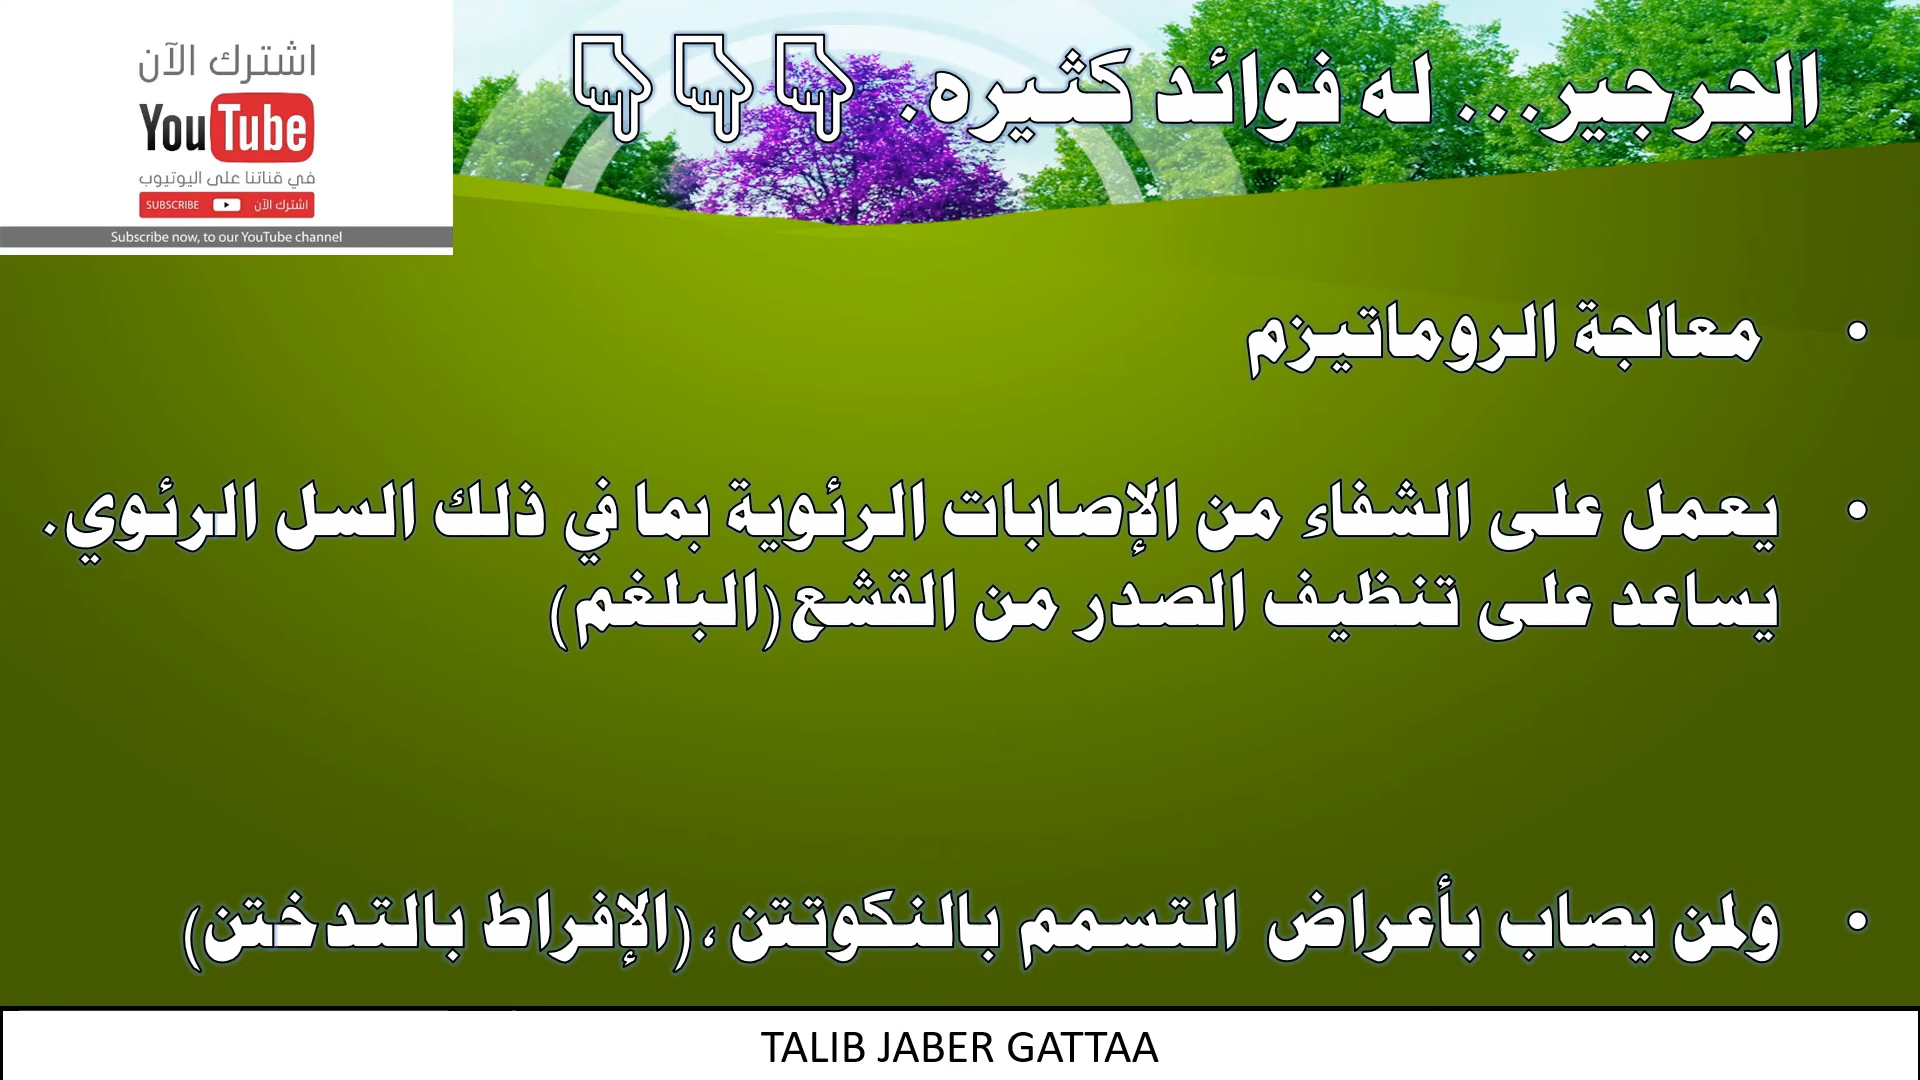 اشترك الآن
YouTube
في قناتنا على اليوتيوب
SUBSCRIBE اشترك الآن
Subscribe now, to our YouTube channel
الجرجير... له فوائد كثيره. 👇👇👇
• معالجة الروماتيزم
• يعمل على الشفاء من الإصابات الرئوية بما في ذلك السل الرئوي.
يساعد على تنظيف الصدر من القشع (البلغم)
• ولمن يصاب بأعراض التسمم بالنكوتتن ، (الإفراط بالتدختن)
TALIB JABER GATTAA